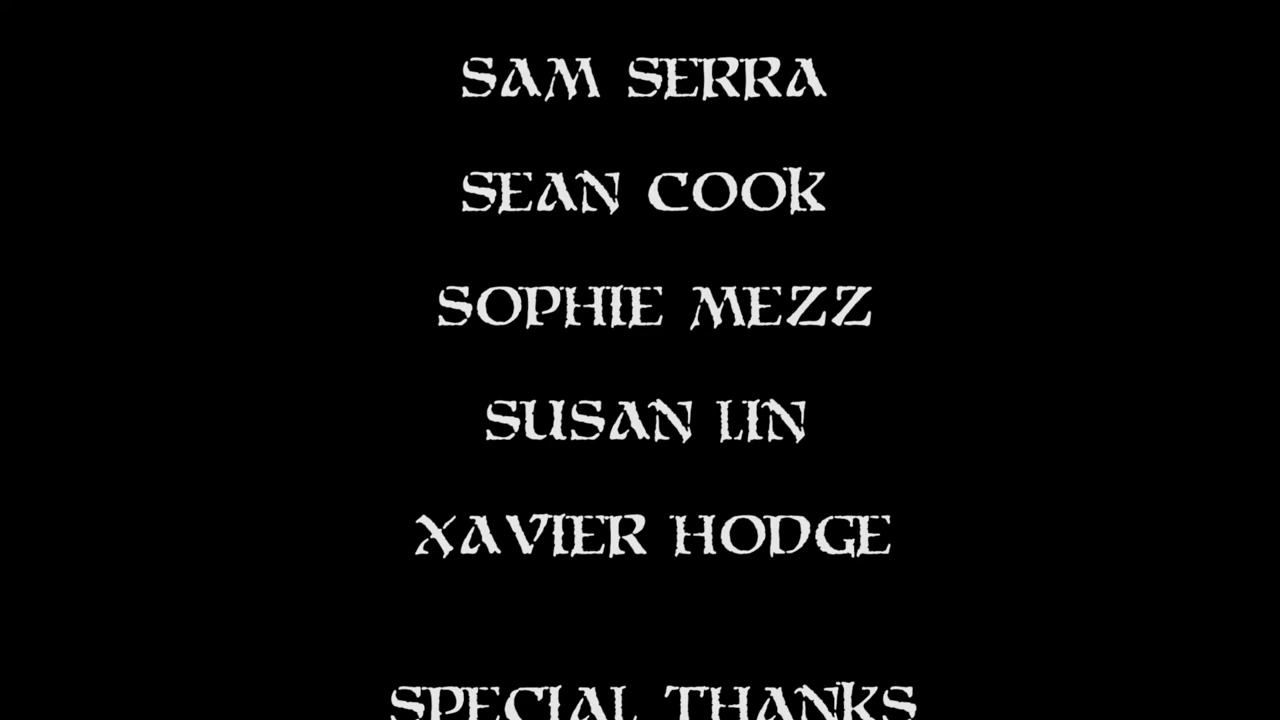 SAM SERRA
SEAN COOK
SOPHIE MEZZ
SUSAN LIN
XAVIER HODGE
SPECIAL THANKS